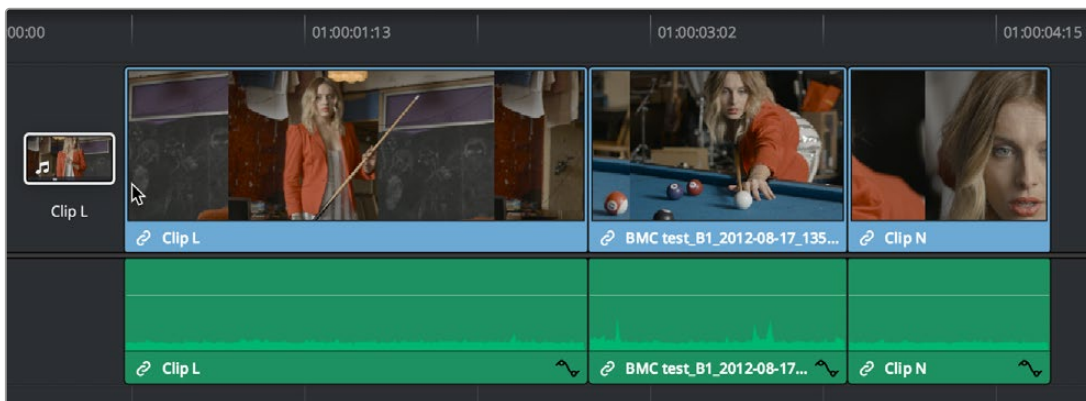 00:00 01:00:01:13 01:00:03:02 01:00:04:15
Clip L
Clip L
BMC test_B1_2012-08-17_135...
Clip N
Clip L
BMC test_B1_2012-08-17...
Clip N